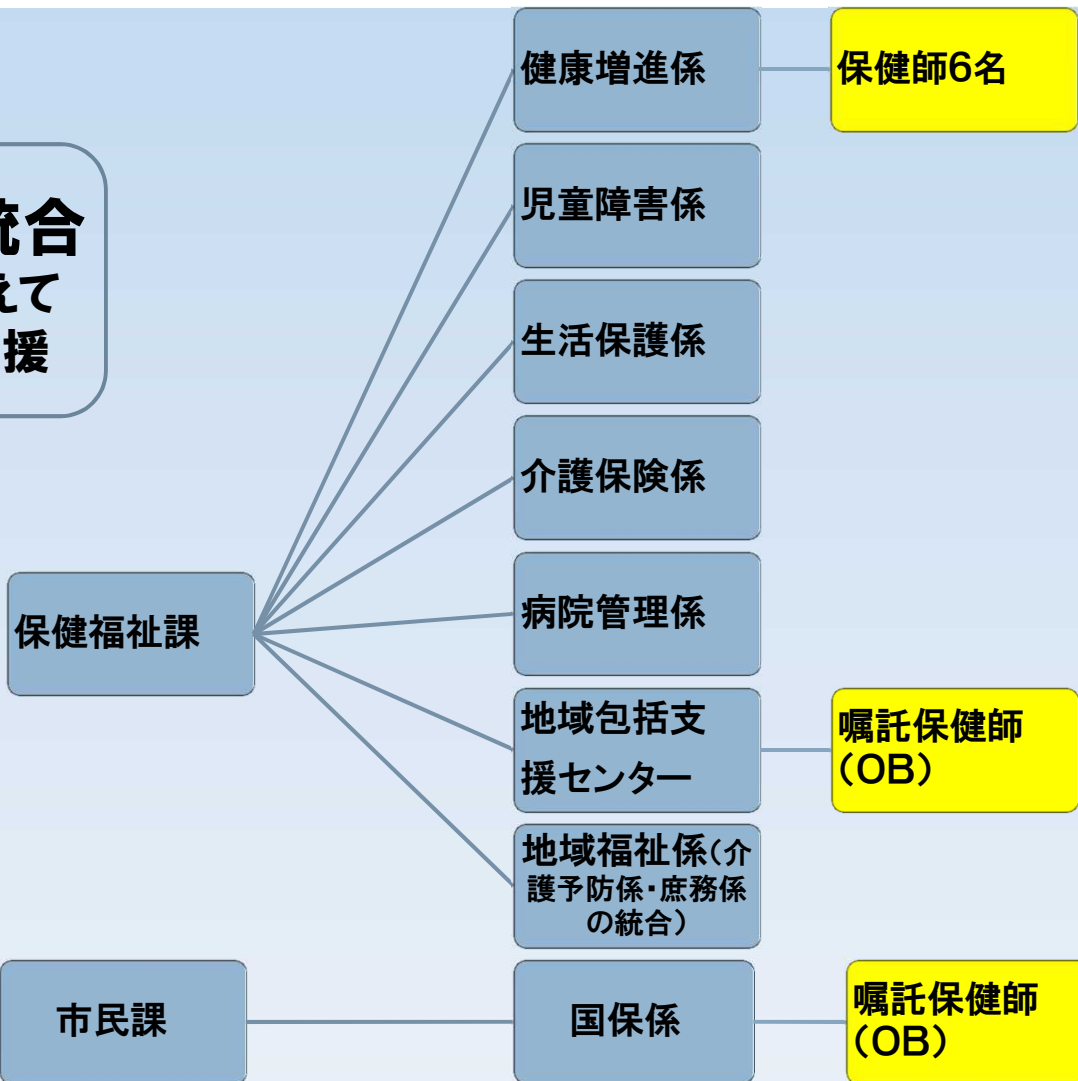 統合
えて
援
保健福祉課
健康増進係
保健師6名
児童障害係
生活保護係
介護保険係
病院管理係
地域包括支
援センター
嘱託保健師
（OB）
地域福祉係（介
護予防係・庶務係
の統合）
市民課
国保係
嘱託保健師
（OB）